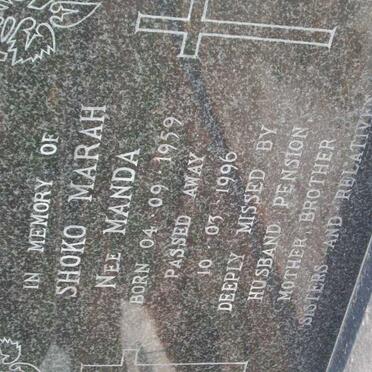 IN MEMORY OF
SHOKO MARAH
NEE MANDA
BORN 04 09 1959
PASSED AWAY
10 03 1996
DEEPLY MISSED BY
HUSBAND PENSION
MOTHER BROTHER
SISTERS AND RELATIVES